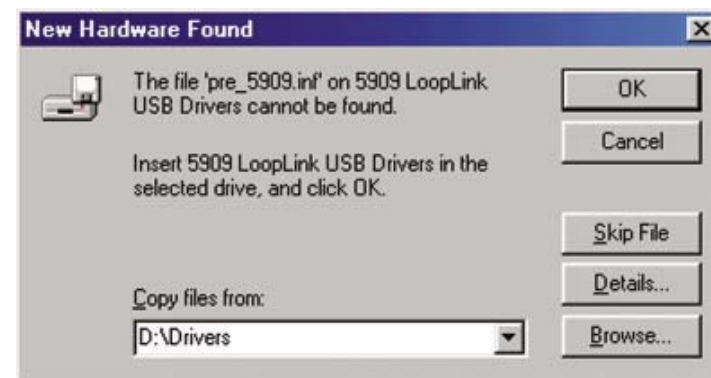 New Hardware Found
The file 'pre_5909.inf' on 5909 LoopLink
USB Drivers cannot be found.
Insert 5909 LoopLink USB Drivers in the
selected drive, and click OK.
Copy files from:
D:\Drivers
OK
Cancel
Skip File
Details...
Browse...